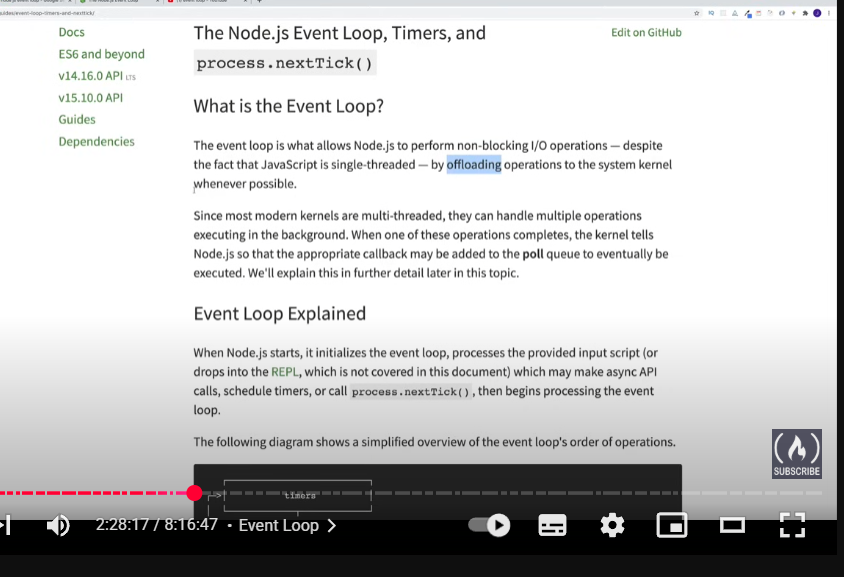 uides/event-loop-timers-and-nexttick/
Docs
ES6 and beyond
v14.16.0 API LTS
v15.10.0 API
Guides
Dependencies
The Node.js Event Loop, Timers, and
process.nextTick()
Edit on GitHub
What is the Event Loop?
The event loop is what allows Node.js to perform non-blocking I/O operations — despite
the fact that JavaScript is single-threaded — by offloading operations to the system kernel
whenever possible.
Since most modern kernels are multi-threaded, they can handle multiple operations
executing in the background. When one of these operations completes, the kernel tells
Node.js so that the appropriate callback may be added to the poll queue to eventually be
executed. We'll explain this in further detail later in this topic.
Event Loop Explained
When Node.js starts, it initializes the event loop, processes the provided input script (or
drops into the REPL, which is not covered in this document) which may make async API
calls, schedule timers, or call process.nextTick(), then begins processing the event
loop.
The following diagram shows a simplified overview of the event loop's order of operations.
timers
SUBSCRIBE
2:28:17 / 8:16:47 • Event Loop